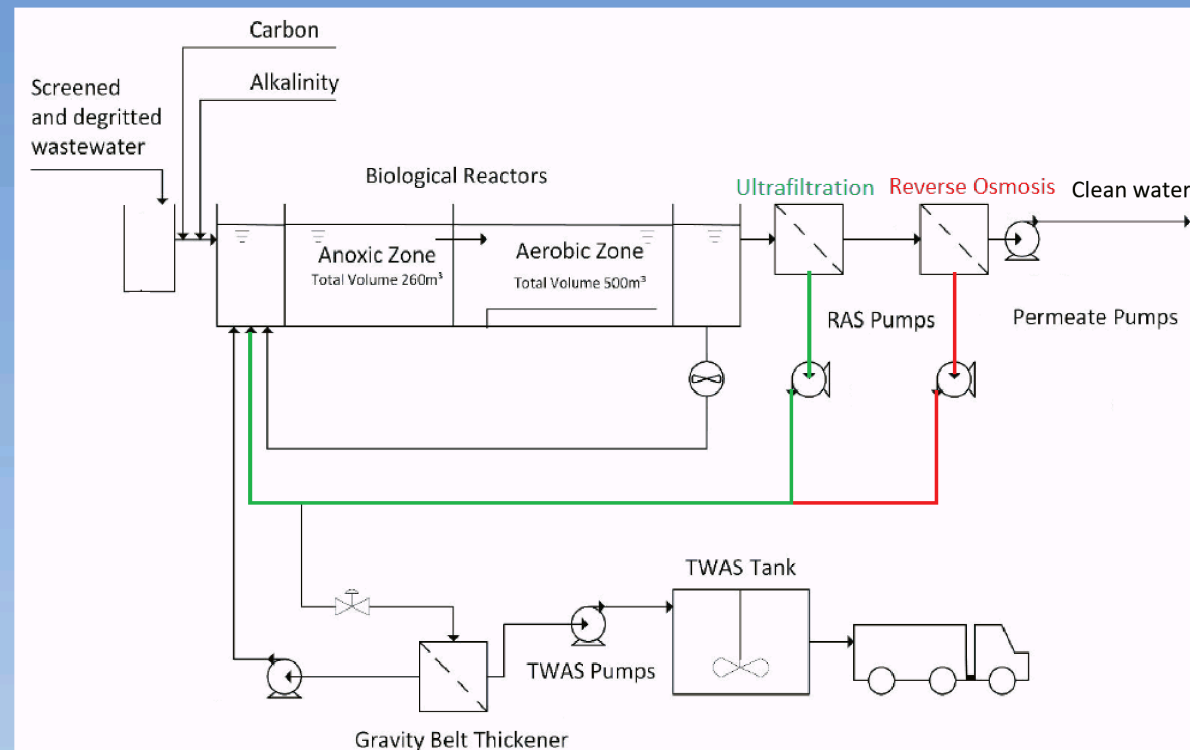 Carbon
Alkalinity
Screened
and degritted
wastewater
Biological Reactors
Ultrafiltration
Reverse Osmosis
Clean water
Anoxic Zone
Total Volume 260m³
Aerobic Zone
Total Volume 500m³
RAS Pumps
Permeate Pumps
TWAS Tank
TWAS Pumps
Gravity Belt Thickener